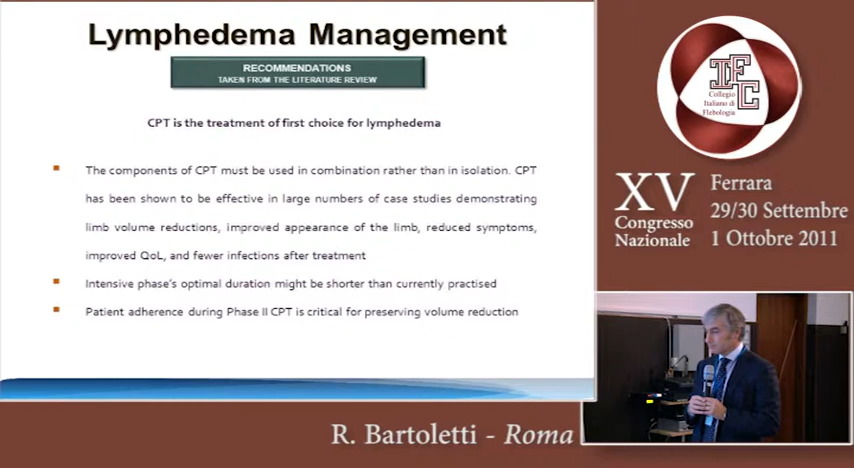 Lymphedema Management
RECOMMENDATIONS
TAKEN FROM THE LITERATURE REVIEW
CPT is the treatment of first choice for lymphedema
The components of CPT must be used in combination rather than in isolation. CPT
has been shown to be effective in large numbers of case studies demonstrating
limb volume reductions, improved appearance of the limb, reduced symptoms,
improved QoL, and fewer infections after treatment
Intensive phase's optimal duration might be shorter than currently practised
Patient adherence during Phase II CPT is critical for preserving volume reduction
IFC
Collegio
Italiano di
Flebologia
XV
Congresso
Nazionale
Ferrara
29/30 Settembre
1 Ottobre 2011
R. Bartoletti - Roma